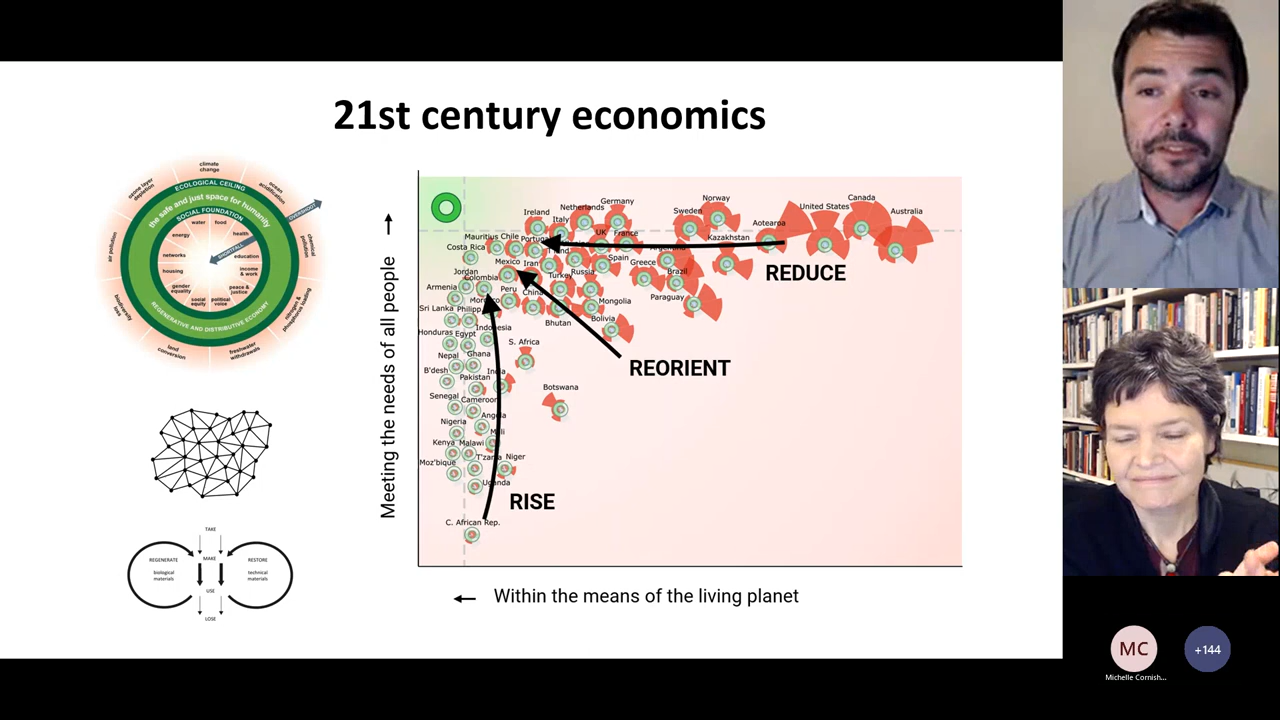 21st century economics
climate
change
ozone layer
depletion
ocean
acidification
ECOLOGICAL CEILING
the safe and just space for humanity
OVERSHOOT
SOCIAL FOUNDATION
water
food
energy
health
SHORTFALL
air pollution
chemical
pollution
networks
education
housing
income
& work
gender
equality
peace &
justice
social
equity
political
voice
nitrogen &
phosphorus loading
biodiversity
loss
REGENERATIVE AND DISTRIBUTIVE ECONOMY
land
conversion
freshwater
withdrawals
TAKE
REGENERATE
MAKE
RESTORE
biological
materials
technical
materials
USE
LOSE
Meeting the needs of all people
Ireland
Netherlands
Germany
Italy
Sweden
Norway
Aotearoa
United States
Canada
Australia
UK
France
Kazakhstan
Mauritius
Chile
Portugal
Costa Rica
Mexico
Iran
Spain
Greece
REDUCE
Jordan
Colombia
Turkey
Russia
Brazil
Armenia
Peru
China
Mongolia
Paraguay
Sri Lanka
Philipp
Bhutan
Bolivia
Indonesia
Honduras
Egypt
S. Africa
Nepal
Ghana
REORIENT
B'desh
Pakistan
India
Botswana
Senegal
Cameroon
Angola
Nigeria
Mali
Kenya
Malawi
Moz'bique
T'zania
Niger
Uganda
RISE
C. African Rep.
Within the means of the living planet
MC
+144
Michelle Cornish...